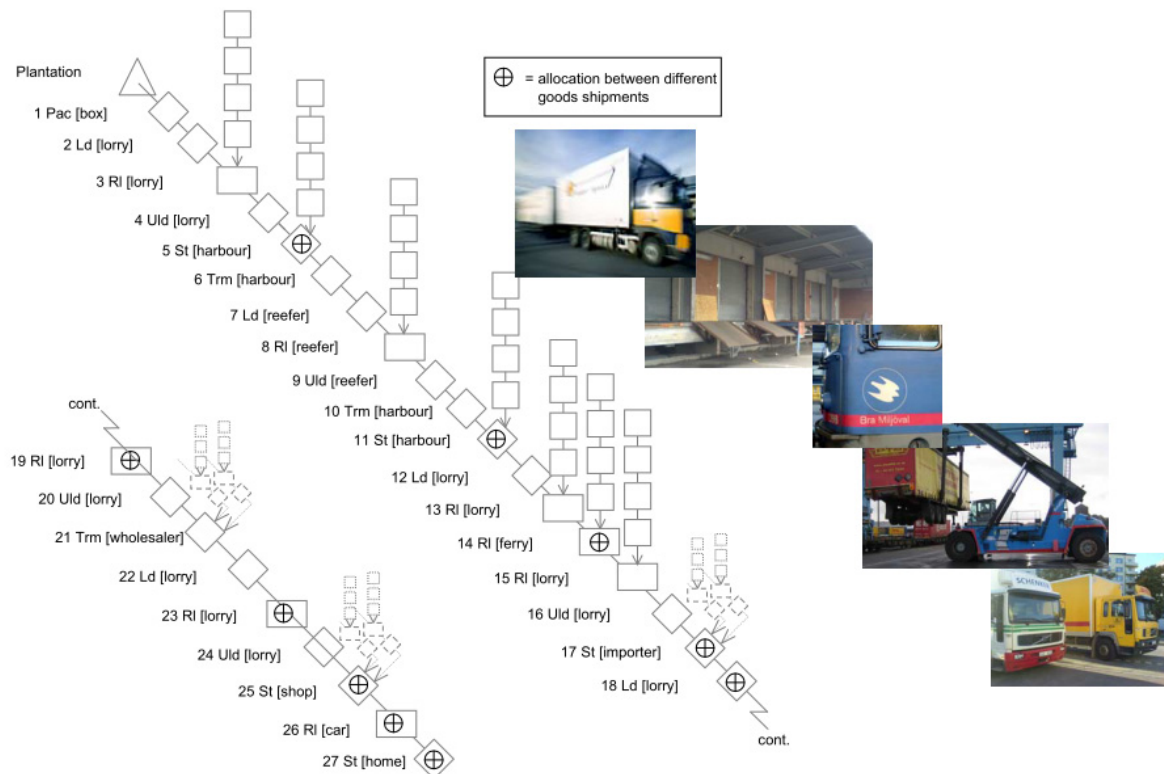 Plantation
1 Pac [box]
2 Ld [lorry]
3 Rl [lorry]
4 Uld [lorry]
5 St [harbour]
6 Trm [harbour]
7 Ld [reefer]
8 Rl [reefer]
9 Uld [reefer]
10 Trm [harbour]
11 St [harbour]
12 Ld [lorry]
13 Rl [lorry]
14 Rl [ferry]
15 Rl [lorry]
16 Uld [lorry]
17 St [importer]
18 Ld [lorry]
cont.
cont.
19 Rl [lorry]
20 Uld [lorry]
21 Trm [wholesaler]
22 Ld [lorry]
23 Rl [lorry]
24 Uld [lorry]
25 St [shop]
26 Rl [car]
27 St [home]
= allocation between different
goods shipments
Bra Miljöval
SCHENKER